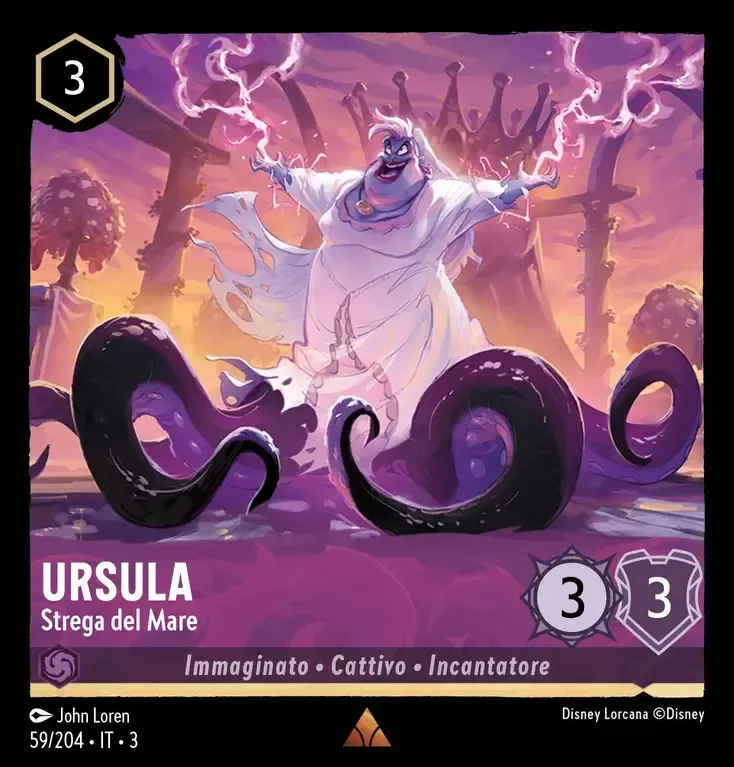 3
URSULA
Strega del Mare
3 3
Immaginato • Cattivo • Incantatore
John Loren
Disney Lorcana ©Disney
59/204 • IT • 3